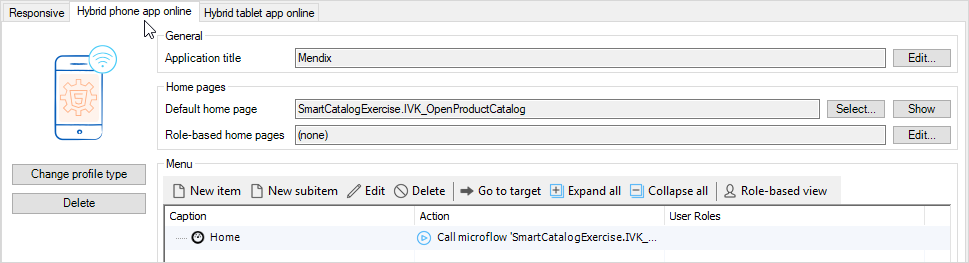 Responsive Hybrid phone app online Hybrid tablet app online
General
Application title Mendix Edit...
Home pages
Default home page SmartCatalogExercise.IVK_OpenProductCatalog Select... Show
Role-based home pages (none) Edit...
Change profile type
Delete
Menu
New item New subitem Edit Delete Go to target Expand all Collapse all Role-based view
Caption Action User Roles
Home Call microflow 'SmartCatalogExercise.IVK_...